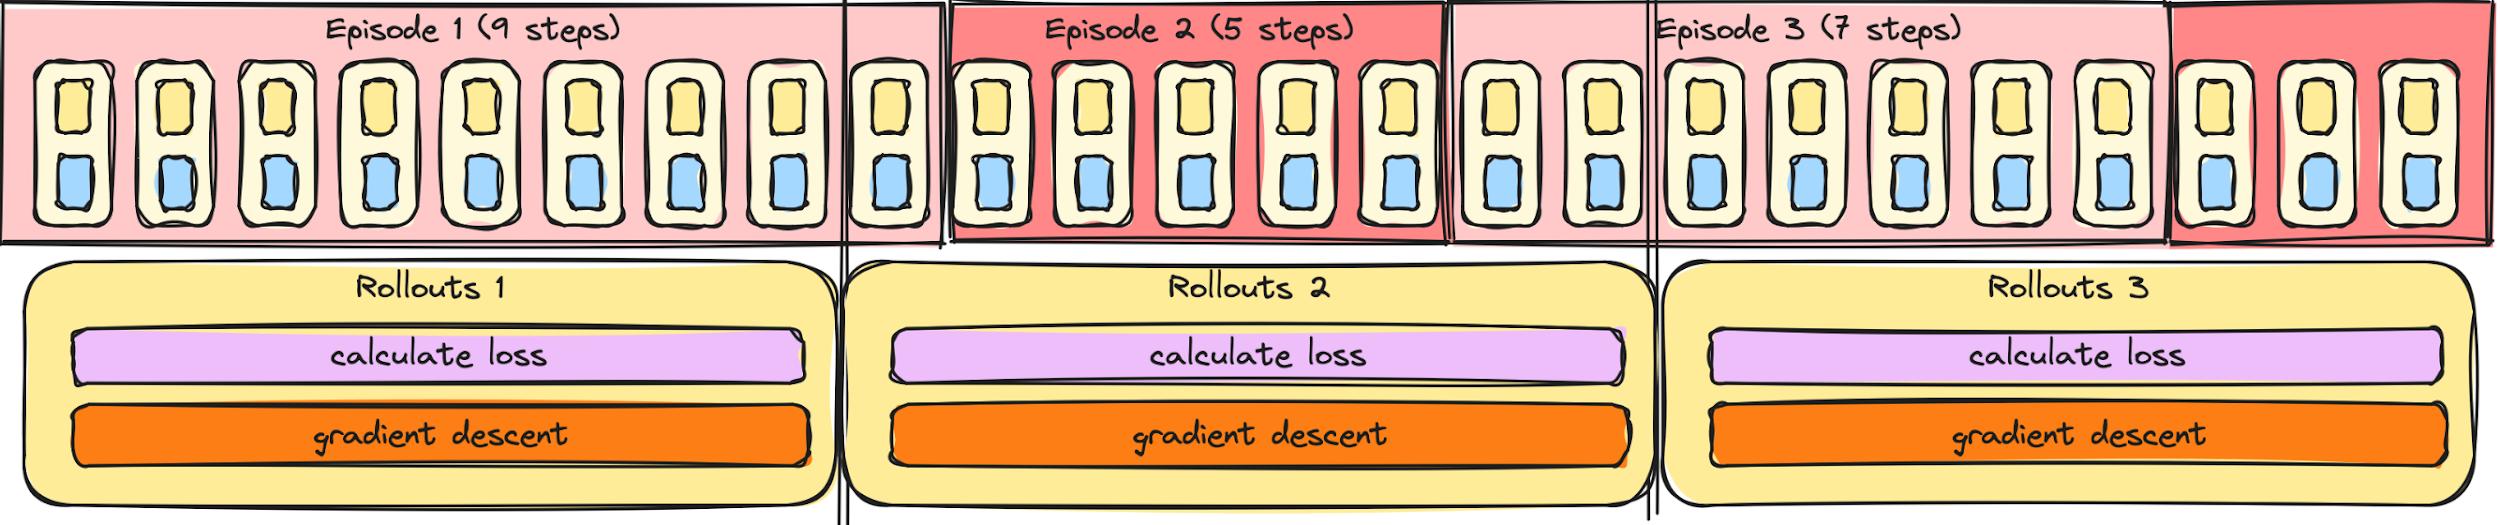 Episode 1 (9 steps)
Episode 2 (5 steps)
Episode 3 (7 steps)
Rollouts 1
calculate loss
gradient descent
Rollouts 2
calculate loss
gradient descent
Rollouts 3
calculate loss
gradient descent